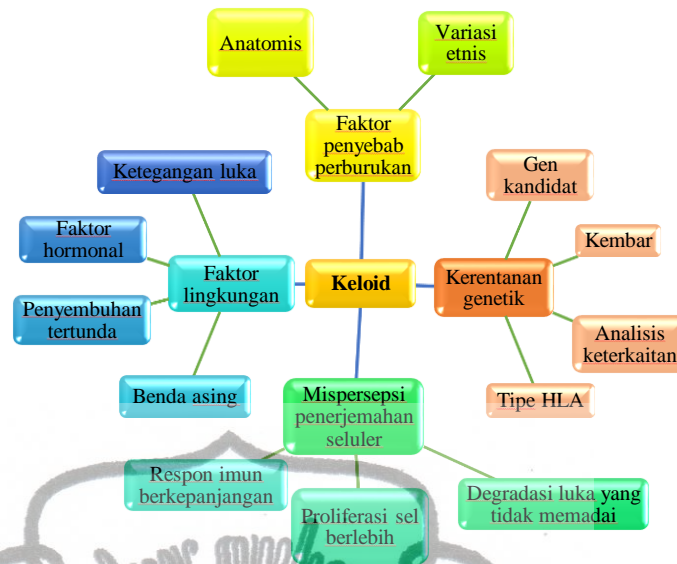 Anatomis
Variasi
etnis
Faktor
penyebab
perburukan
Ketegangan luka
Gen
kandidat
Faktor
hormonal
Kembar
Faktor
lingkungan
Keloid
Kerentanan
genetik
Penyembuhan
tertunda
Analisis
keterkaitan
Benda asing
Mispersepsi
penerjemahan
seluler
Tipe HLA
Respon imun
berkepanjangan
Proliferasi sel
berlebih
Degradasi luka yang
tidak memadai